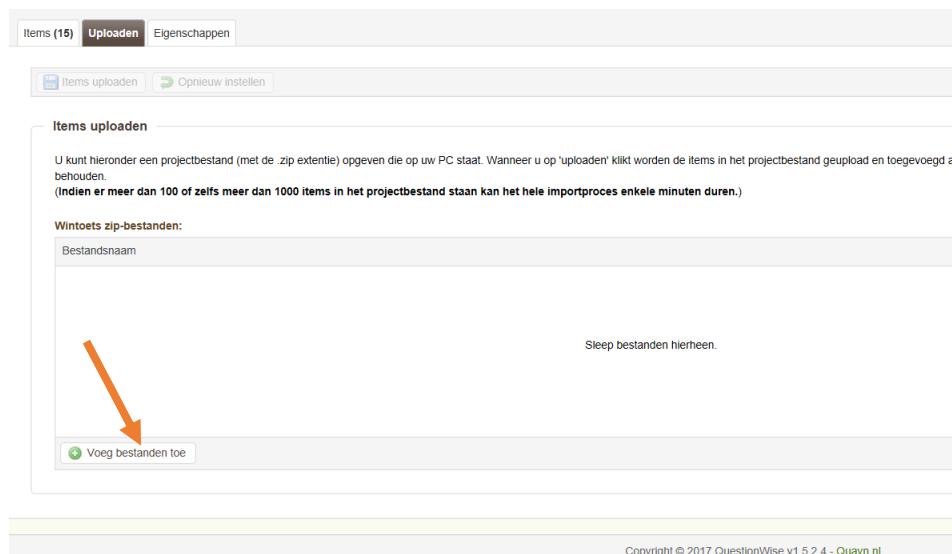 Items (15) Uploaden Eigenschappen
Items uploaden Opnieuw instellen
Items uploaden
U kunt hieronder een projectbestand (met de .zip extentie) opgeven die op uw PC staat. Wanneer u op 'uploaden' klikt worden de items in het projectbestand geupload en toegevoegd
behouden.
(Indien er meer dan 100 of zelfs meer dan 1000 items in het projectbestand staan kan het hele importproces enkele minuten duren.)
Wintoets zip-bestanden:
Bestandsnaam
Sleep bestanden hierheen.
Voeg bestanden toe
Copyright © 2017 QuestionWise v1.5.2.4 - Quayn.nl